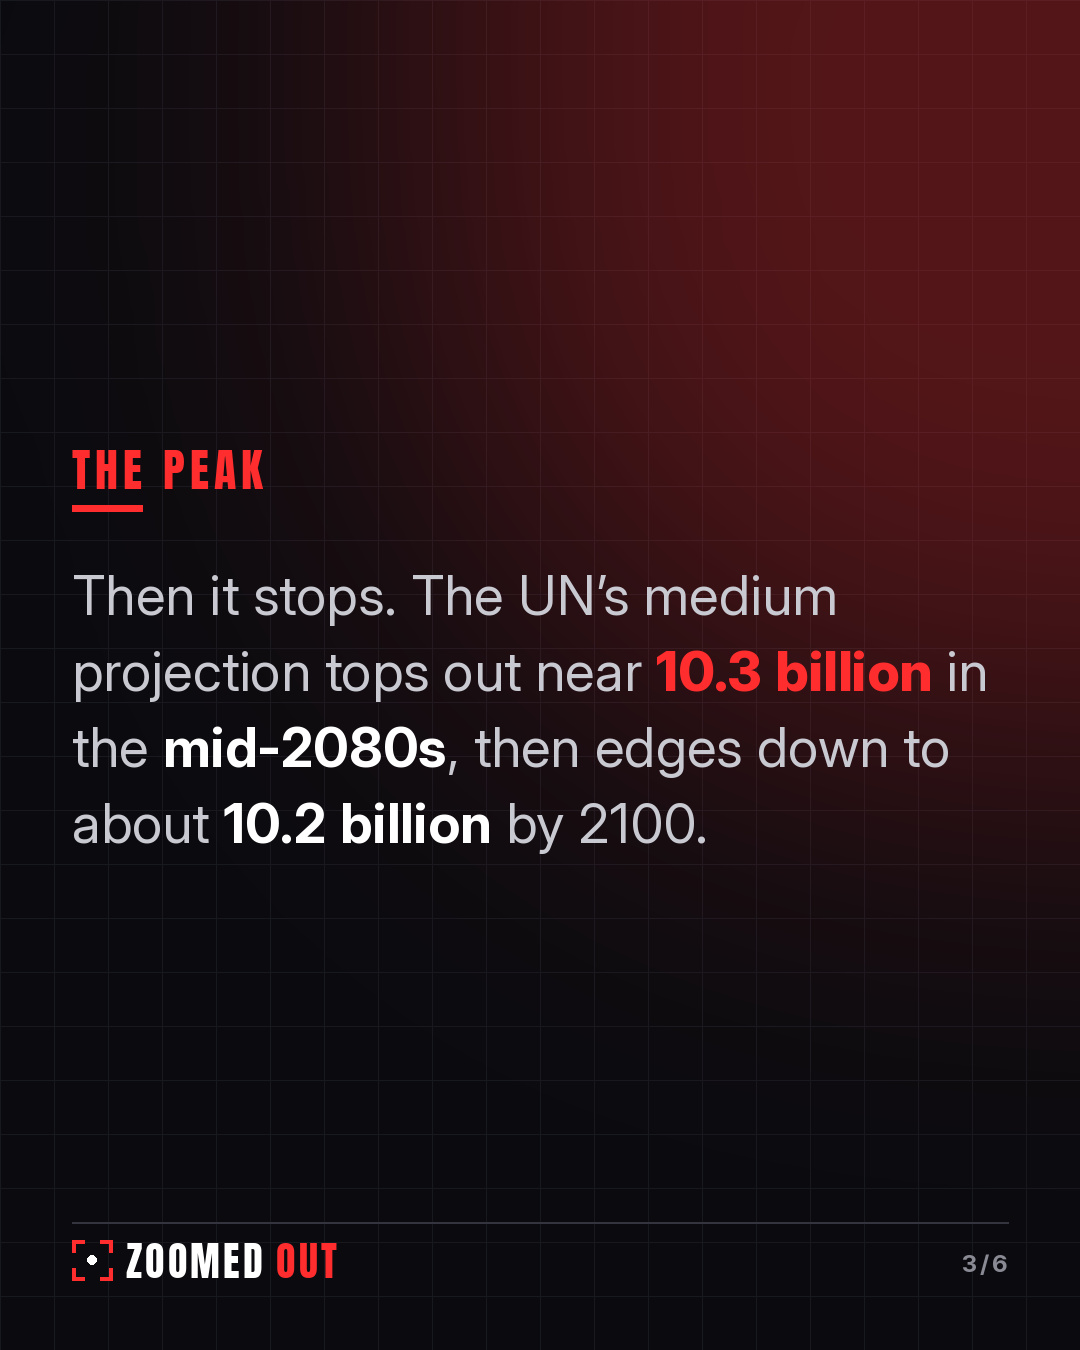 THE PEAK
Then it stops. The UN’s medium
projection tops out near 10.3 billion in
the mid-2080s, then edges down to
about 10.2 billion by 2100.
ZOOMED OUT
3/6